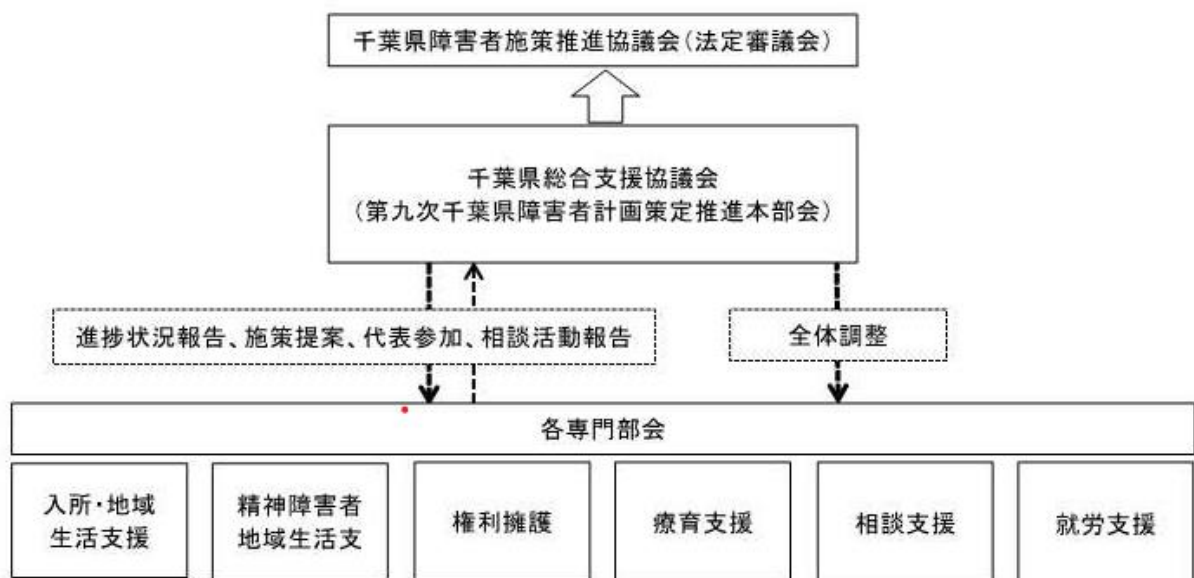 千葉県障害者施策推進協議会(法定審議会)
千葉県総合支援協議会
(第九次千葉県障害者計画策定推進本部会)
進捗状況報告、施策提案、代表参加、相談活動報告
全体調整
各専門部会
入所・地域
生活支援
精神障害者
地域生活支
権利擁護
療育支援
相談支援
就労支援